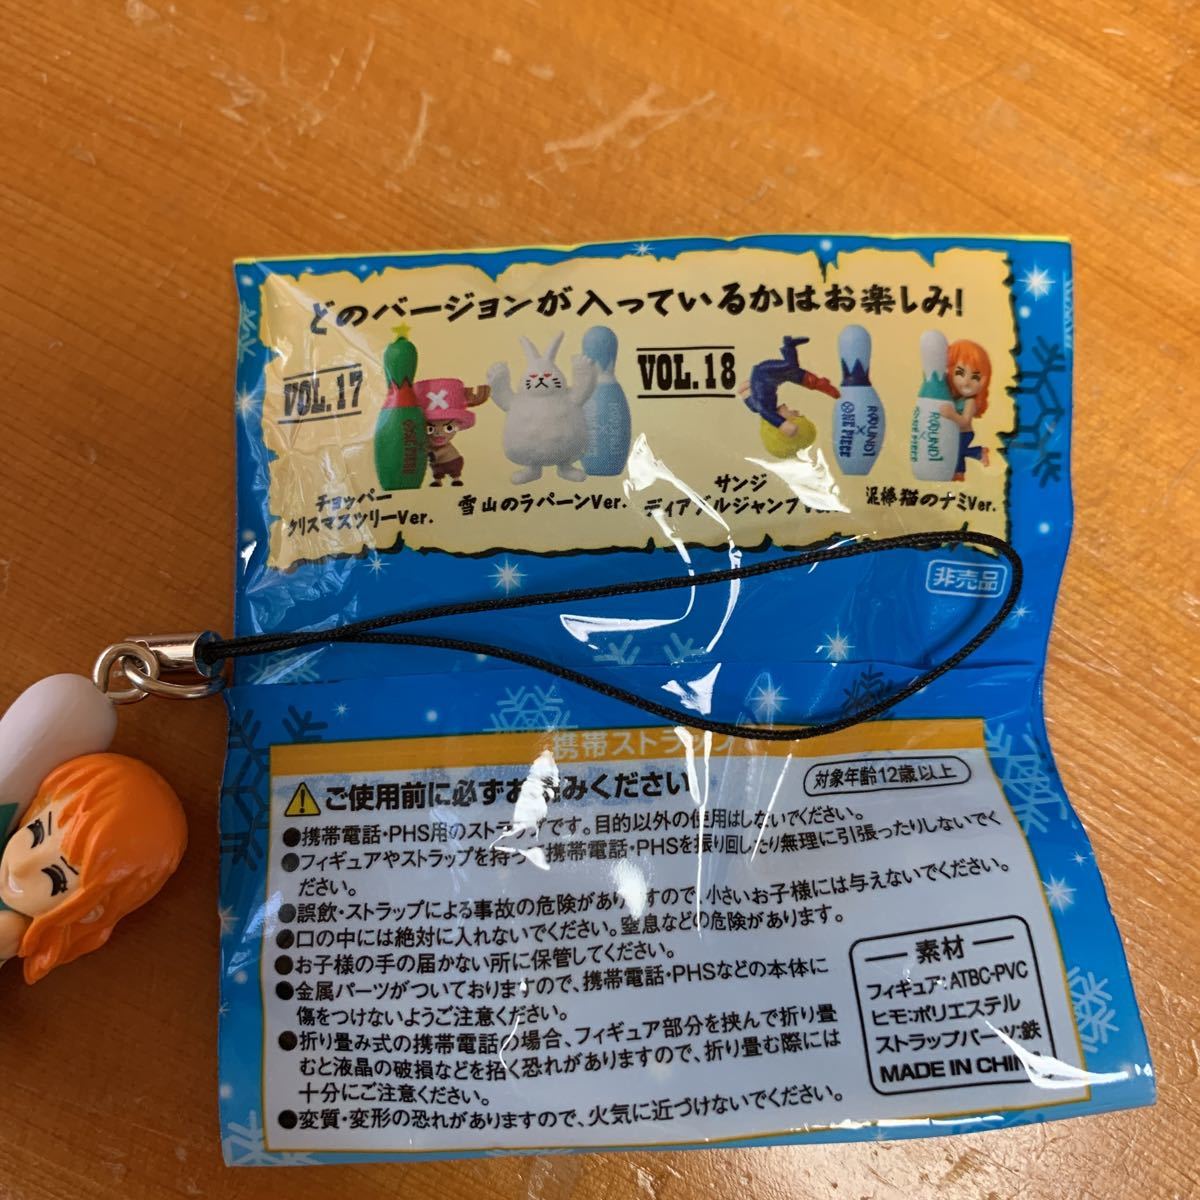 どのバージョンが入っているかはお楽しみ!
VOL.17
VOL.18
ROUND1
×
ONE PIECE
ROUND1
×
ONE PIECE
チョッパー
クリスマスツリーVer.
雪山のラパーンVer.
サンジ
ディアブルジャンプVer.
泥棒猫のナミVer.
非売品
携帯ストラップ
ご使用前に必ずお読みください
対象年齢12歳以上
●携帯電話・PHS用のストラップです。目的以外の使用はしないでください。
●フィギュアやストラップを持って携帯電話・PHSを振り回したり無理に引張ったりしないでく
ださい。
●誤飲・ストラップによる事故の危険がありますので、小さいお子様には与えないでください。
●口の中には絶対に入れないでください。窒息などの危険があります。
●お子様の手の届かない所に保管してください。
●金属パーツがついておりますので、携帯電話・PHSなどの本体に
傷をつけないようご注意ください。
●折り畳み式の携帯電話の場合、フィギュア部分を挟んで折り畳
むと液晶の破損などを招く恐れがありますので、折り畳む際には
十分にご注意ください。
●変質・変形の恐れがありますので、火気に近づけないでください。
素材
フィギュア:ATBC-PVC
ヒモ:ポリエステル
ストラップパーツ:鉄
MADE IN CHINA